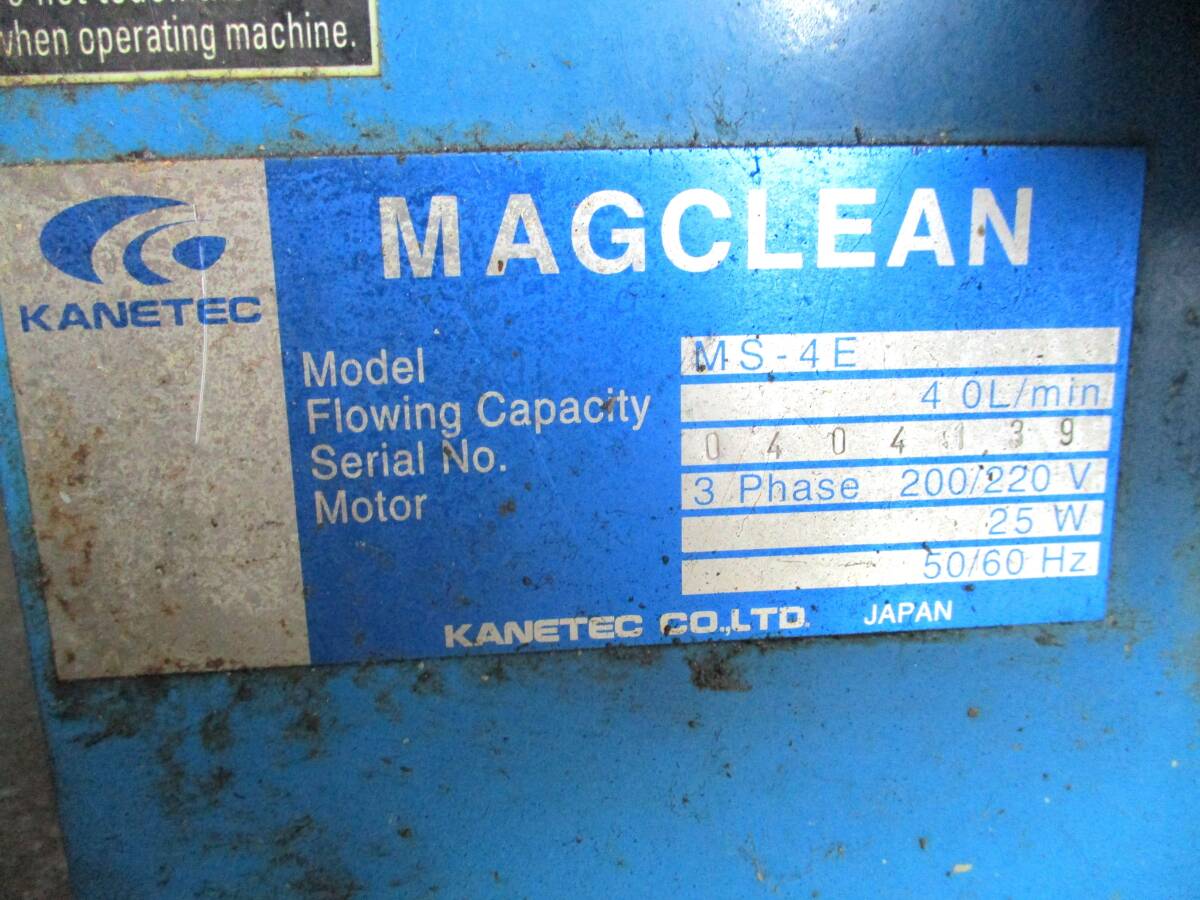 when operating machine.
KANETEC
MAGCLEAN
Model MS-4E
Flowing Capacity 40L/min
Serial No. 0404139
Motor 3 Phase 200/220 V
25 W
50/60 Hz
KANETEC CO.,LTD. JAPAN